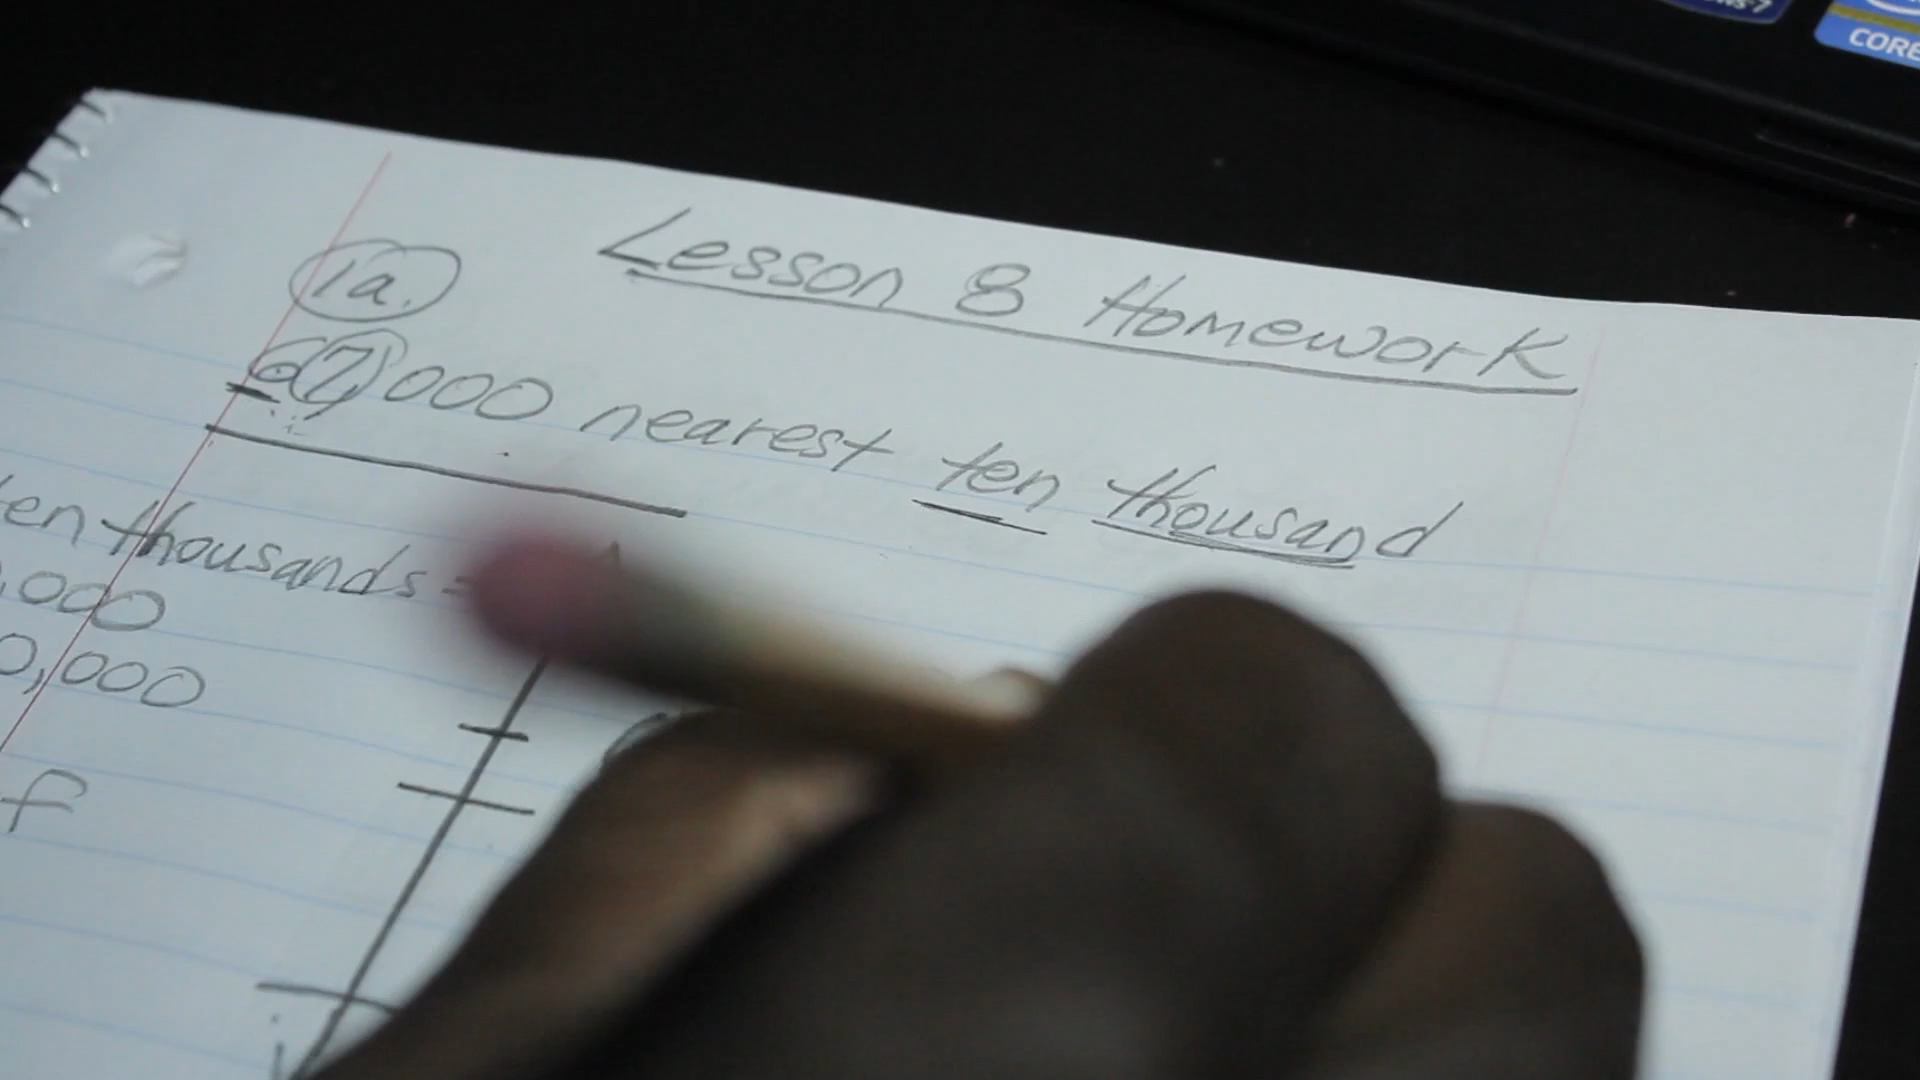 Lesson 8 Homework
1a.
67,000 nearest ten thousand
ten thousands =
,000
0,000
f
CORE